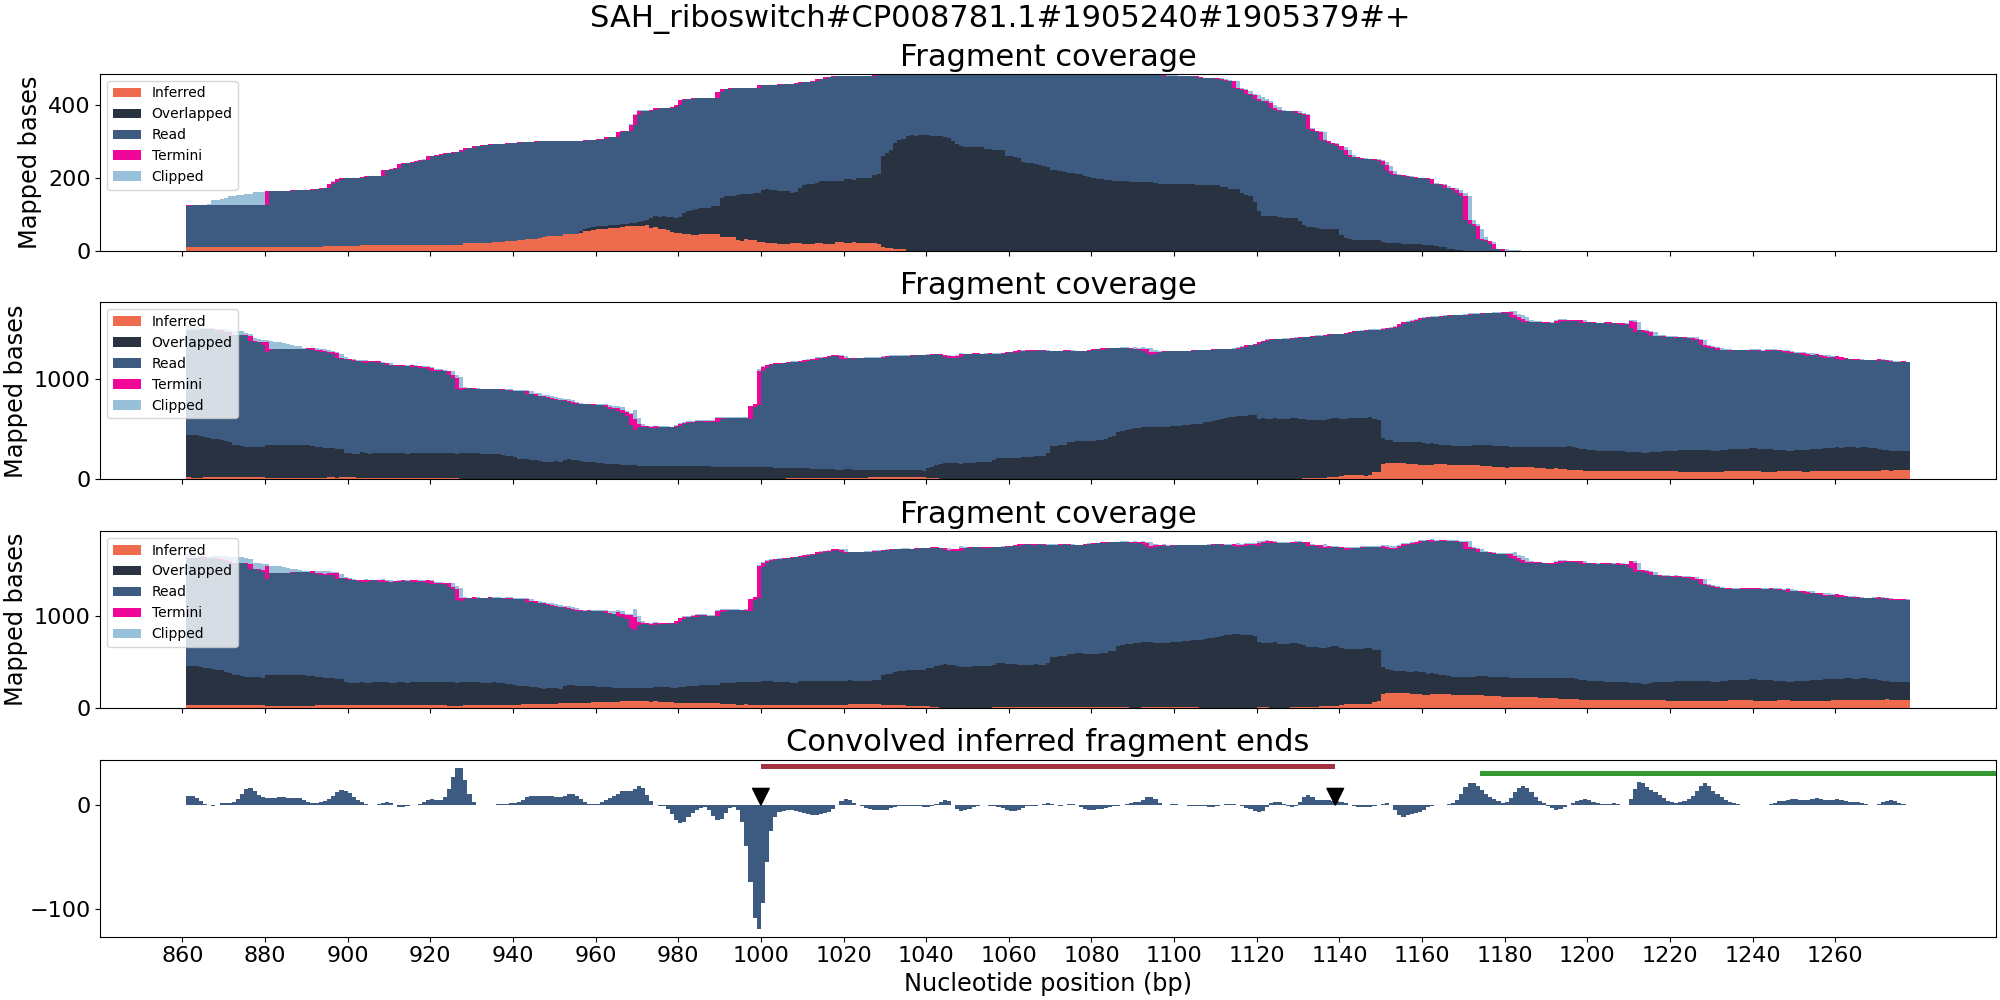 SAH_riboswitch#CP008781.1#1905240#1905379#+
Fragment coverage
Mapped bases
400
200
0
Inferred
Overlapped
Read
Termini
Clipped
Fragment coverage
Mapped bases
1000
0
Inferred
Overlapped
Read
Termini
Clipped
Fragment coverage
Mapped bases
1000
0
Inferred
Overlapped
Read
Termini
Clipped
Convolved inferred fragment ends
0
−100
860 880 900 920 940 960 980 1000 1020 1040 1060 1080 1100 1120 1140 1160 1180 1200 1220 1240 1260
Nucleotide position (bp)